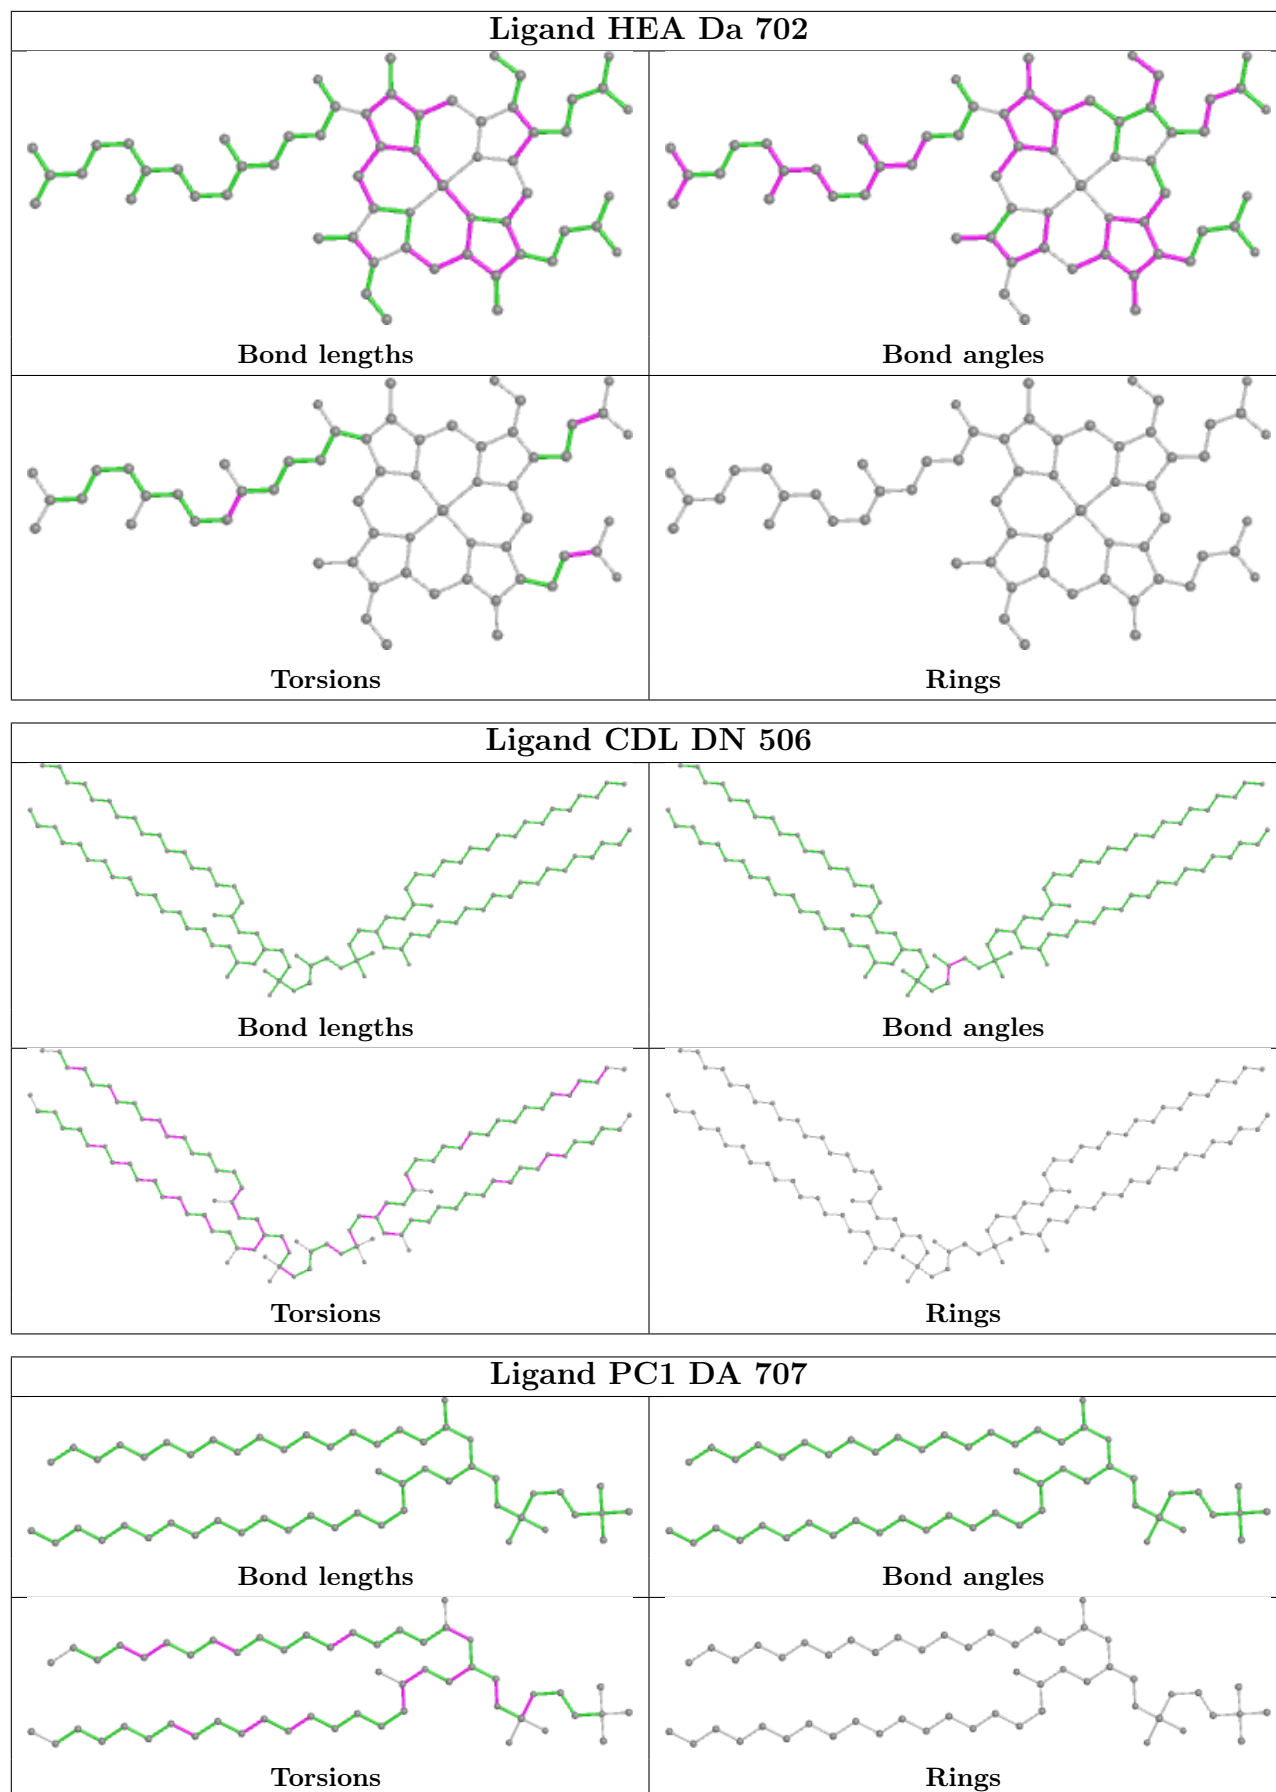 Ligand HEA Da 702
Bond lengths
Bond angles
Torsions
Rings
Ligand CDL DN 506
Bond lengths
Bond angles
Torsions
Rings
Ligand PC1 DA 707
Bond lengths
Bond angles
Torsions
Rings